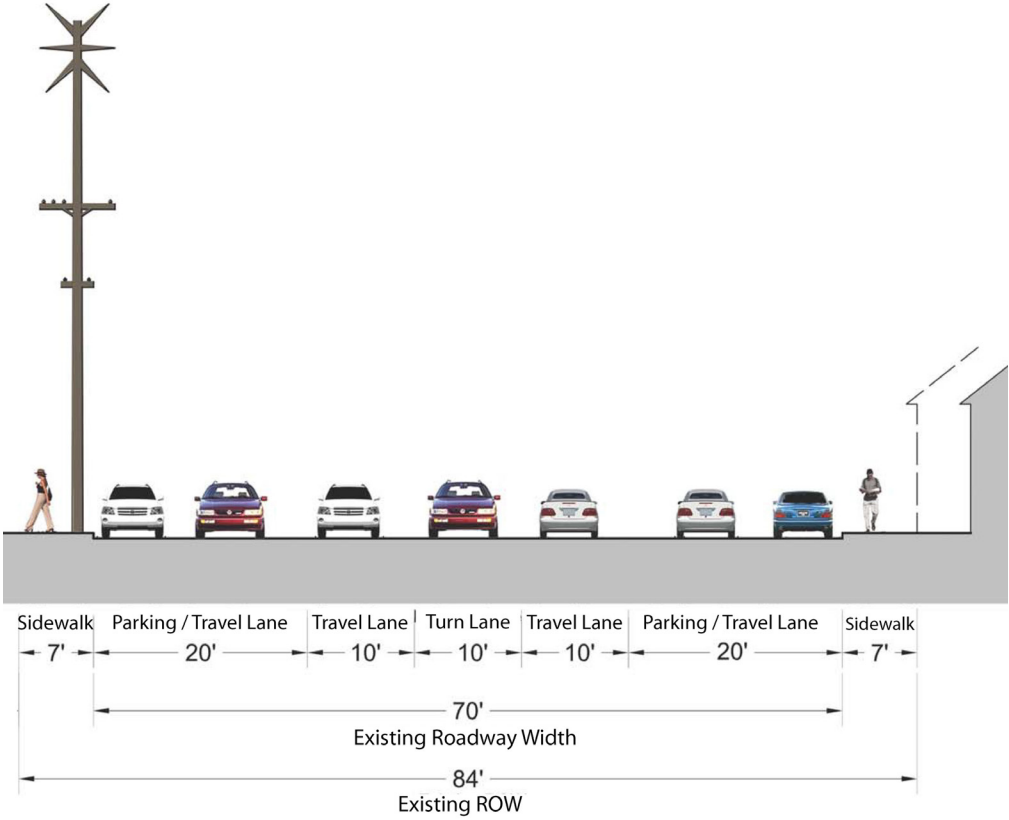 Sidewalk Parking / Travel Lane Travel Lane Turn Lane Travel Lane Parking / Travel Lane Sidewalk
7' 20' 10' 10' 10' 20' 7'
70'
Existing Roadway Width
84'
Existing ROW